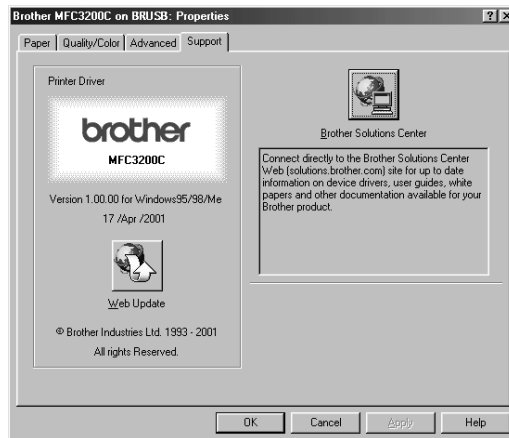 Brother MFC3200C on BRUSB: Properties
Paper Quality/Color Advanced Support
Printer Driver
brother
MFC3200C
Version 1.00.00 for Windows95/98/Me
17 /Apr /2001
Web Update
© Brother Industries Ltd. 1993 - 2001
All rights Reserved.
Brother Solutions Center
Connect directly to the Brother Solutions Center
Web (solutions.brother.com) site for up to date
information on device drivers, user guides, white
papers and other documentation available for your
Brother product.
OK Cancel Apply Help